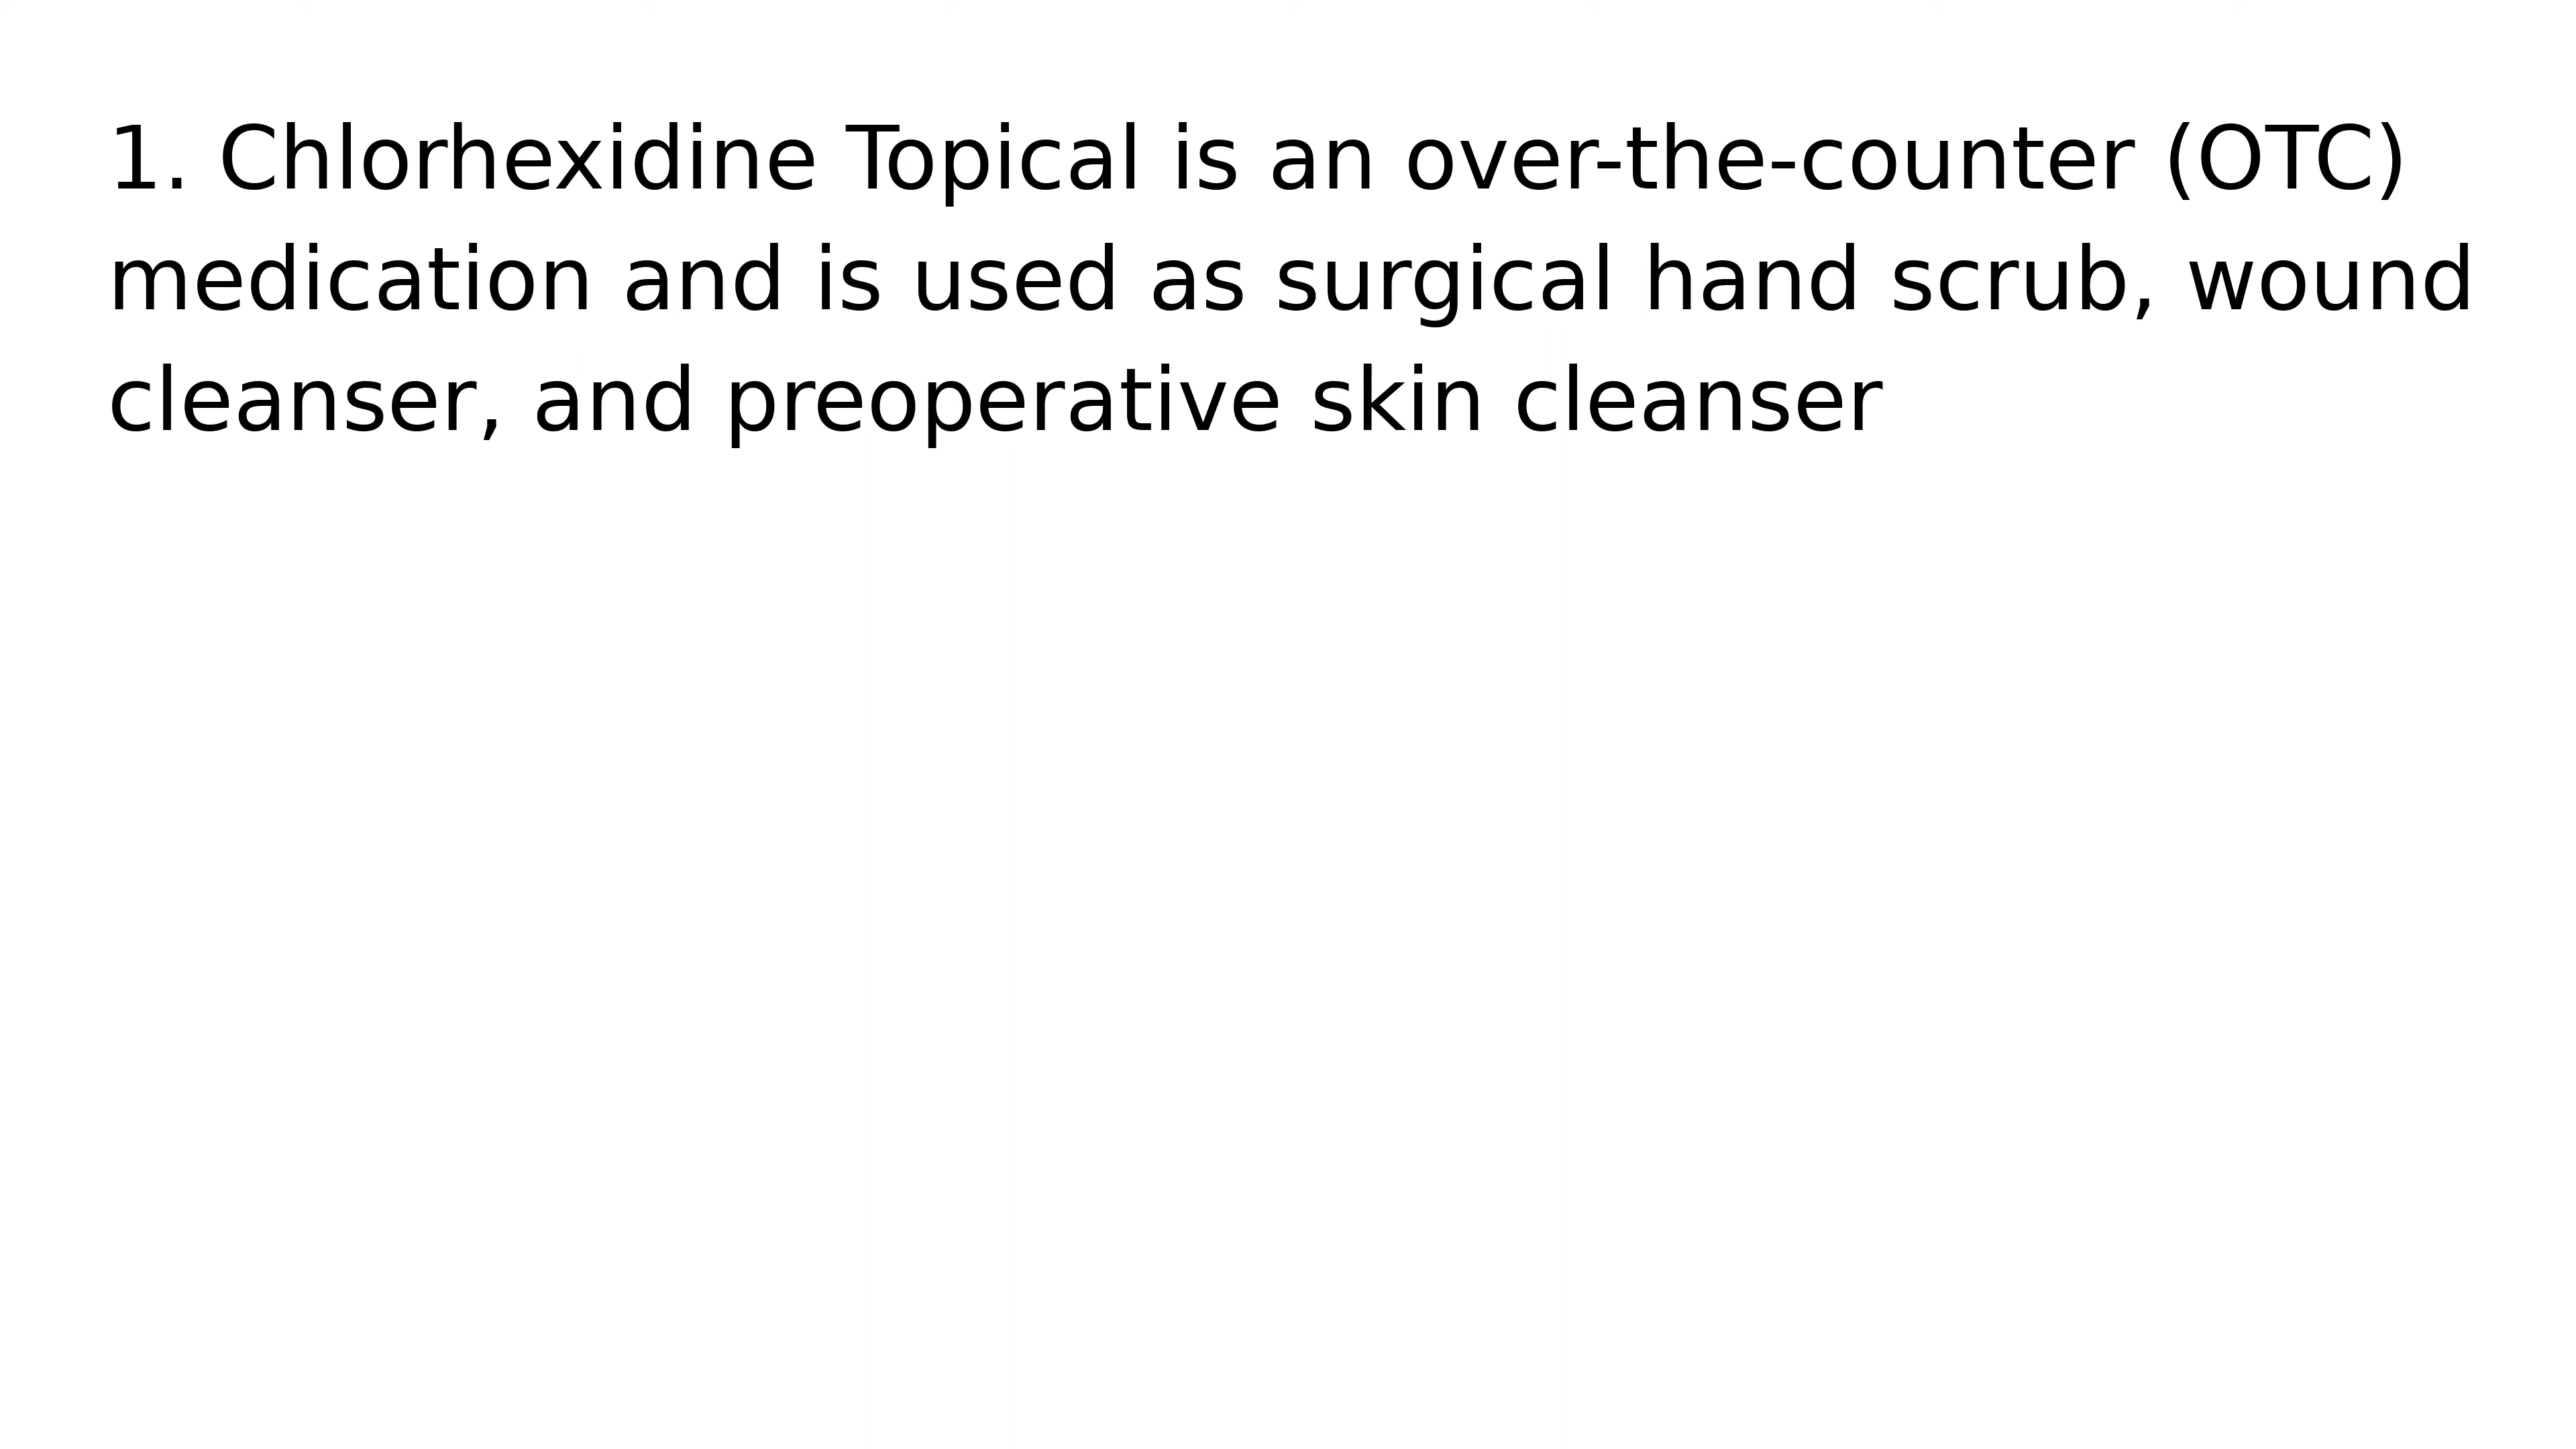 1. Chlorhexidine Topical is an over-the-counter (OTC)
medication and is used as surgical hand scrub, wound
cleanser, and preoperative skin cleanser